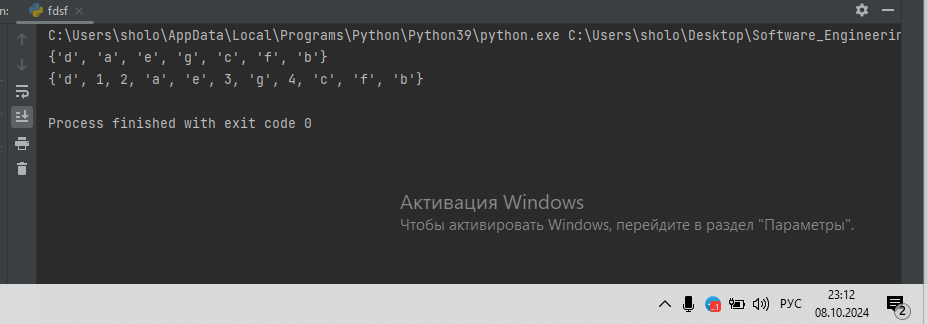 n: fdsf
C:\Users\sholo\AppData\Local\Programs\Python\Python39\python.exe C:\Users\sholo\Desktop\Software_Engineerin
{'d', 'a', 'e', 'g', 'c', 'f', 'b'}
{'d', 1, 2, 'a', 'e', 3, 'g', 4, 'c', 'f', 'b'}
Process finished with exit code 0
Активация Windows
Чтобы активировать Windows, перейдите в раздел "Параметры".
РУС
23:12
08.10.2024
2